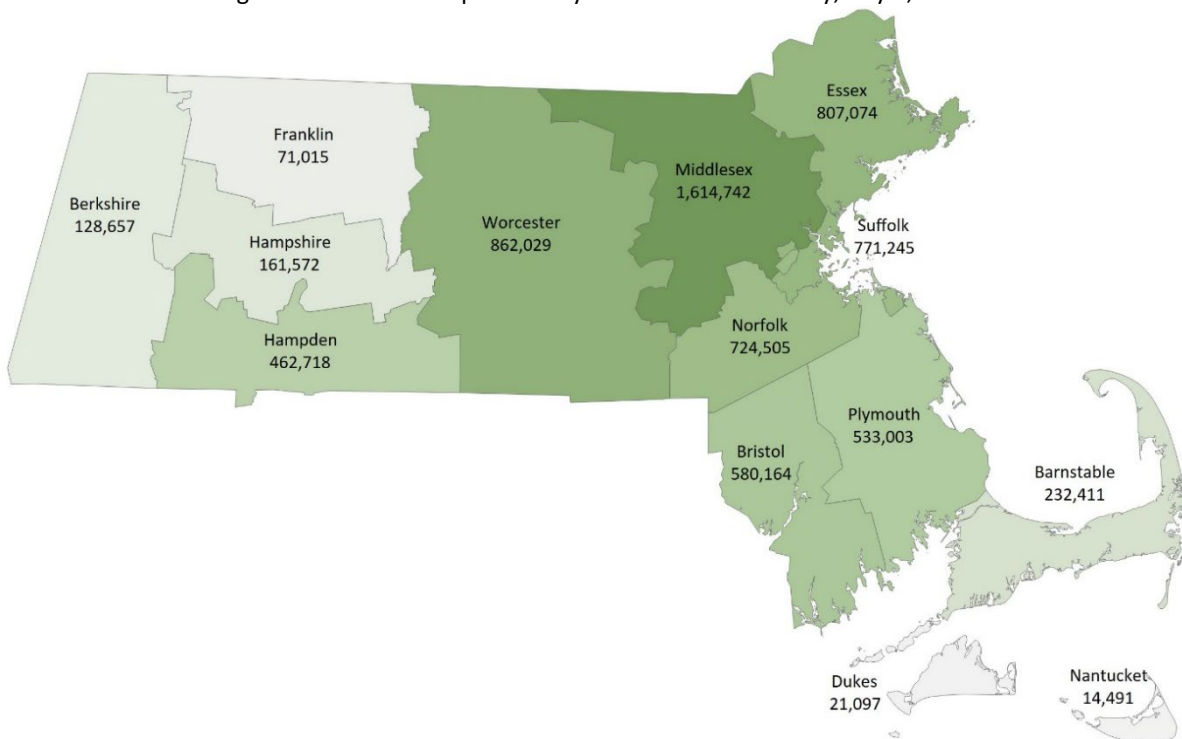 Essex
807,074
Franklin
71,015
Middlesex
1,614,742
Berkshire
128,657
Worcester
862,029
Suffolk
771,245
Hampshire
161,572
Norfolk
724,505
Hampden
462,718
Plymouth
533,003
Bristol
580,164
Barnstable
232,411
Dukes
21,097
Nantucket
14,491